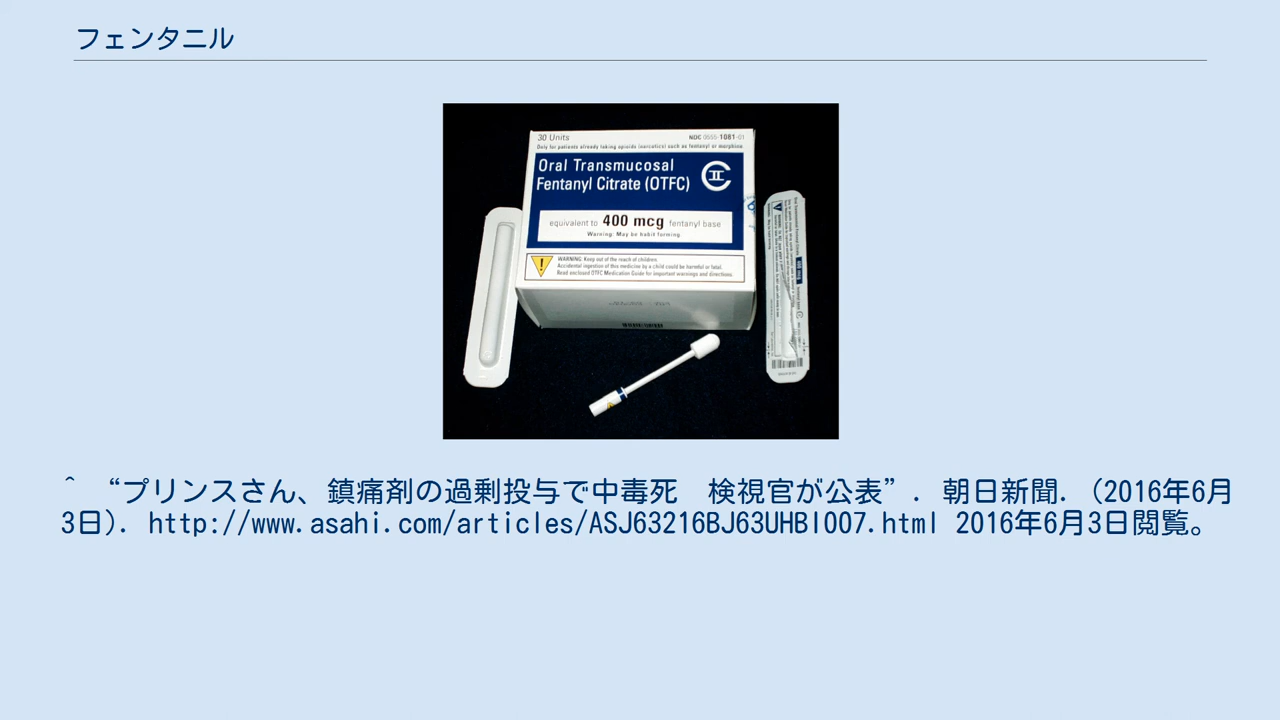 フェンタニル
30 Units
NDC 0555-1081-01
Only for patients already taking opioids (narcotics) such as fentanyl or morphine
Oral Transmucosal
Fentanyl Citrate (OTFC)
CII
equivalent to 400 mcg fentanyl base
Warning: May be habit forming.
WARNING: Keep out of the reach of children.
Accidental ingestion of this medicine by a child could be harmful or fatal.
Read enclosed OTFC Medication Guide for important warnings and directions.
^ “プリンスさん、鎮痛剤の過剰投与で中毒死 検視官が公表”. 朝日新聞. (2016年6月
3日). http://www.asahi.com/articles/ASJ63216BJ63UHBI007.html 2016年6月3日閲覧。